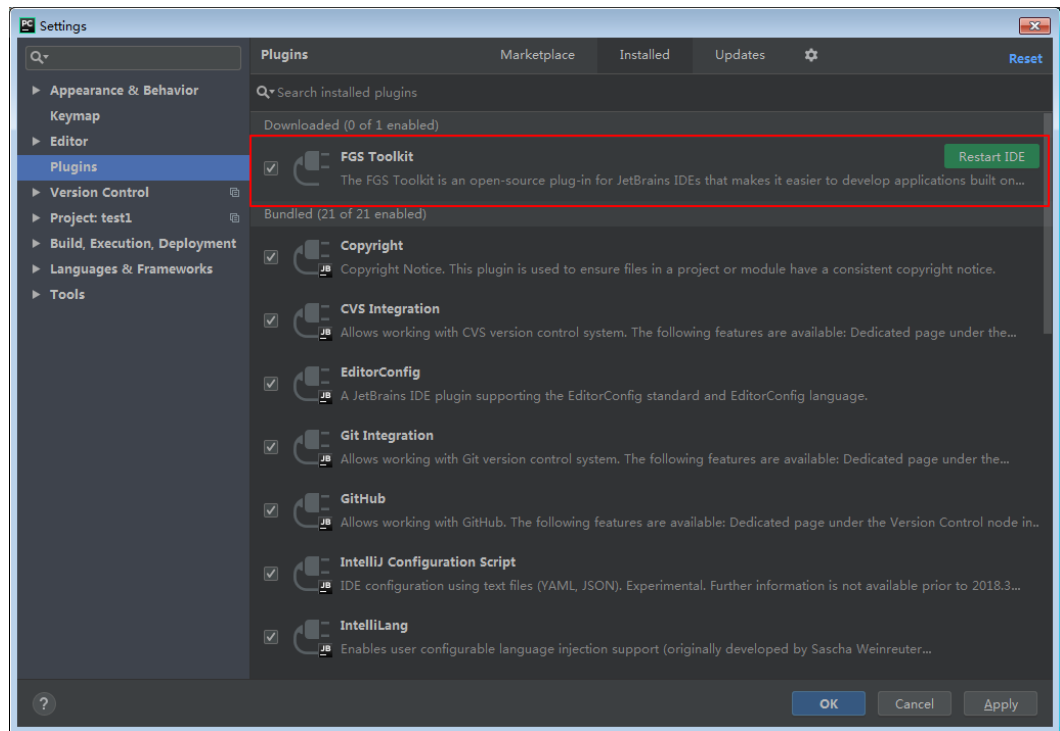 PC Settings
Plugins Marketplace Installed Updates Reset
Appearance & Behavior
Keymap
Editor
Plugins
Version Control
Project: test1
Build, Execution, Deployment
Languages & Frameworks
Tools
Search installed plugins
Downloaded (0 of 1 enabled)
FGS Toolkit Restart IDE
The FGS Toolkit is an open-source plug-in for JetBrains IDEs that makes it easier to develop applications built on...
Bundled (21 of 21 enabled)
Copyright
JB Copyright Notice. This plugin is used to ensure files in a project or module have a consistent copyright notice.
CVS Integration
JB Allows working with CVS version control system. The following features are available: Dedicated page under the...
EditorConfig
JB A JetBrains IDE plugin supporting the EditorConfig standard and EditorConfig language.
Git Integration
JB Allows working with Git version control system. The following features are available: Dedicated page under the...
GitHub
JB Allows working with GitHub. The following features are available: Dedicated page under the Version Control node in..
IntelliJ Configuration Script
JB IDE configuration using text files (YAML, JSON). Experimental. Further information is not available prior to 2018.3...
IntelliLang
JB Enables user configurable language injection support (originally developed by Sascha Weinreuter...
? OK Cancel Apply